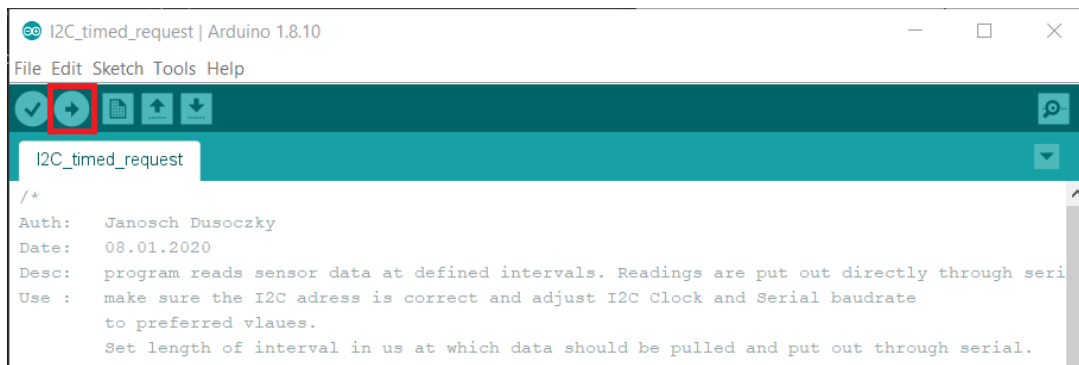 I2C_timed_request | Arduino 1.8.10
File Edit Sketch Tools Help
I2C_timed_request
/*
Auth: Janosch Dusoczky
Date: 08.01.2020
Desc: program reads sensor data at defined intervals. Readings are put out directly through seri
Use : make sure the I2C adress is correct and adjust I2C Clock and Serial baudrate
to preferred vlaues.
Set length of interval in us at which data should be pulled and put out through serial.